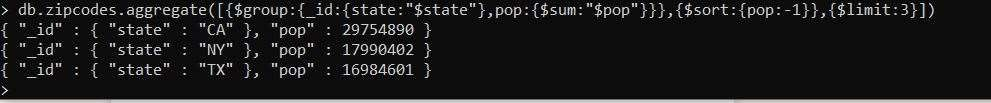 > db.zipcodes.aggregate([{$group:{_id:{state:"$state"},pop:{$sum:"$pop"}}},{$sort:{pop:-1}},{$limit:3}])
{ "_id" : { "state" : "CA" }, "pop" : 29754890 }
{ "_id" : { "state" : "NY" }, "pop" : 17990402 }
{ "_id" : { "state" : "TX" }, "pop" : 16984601 }
>